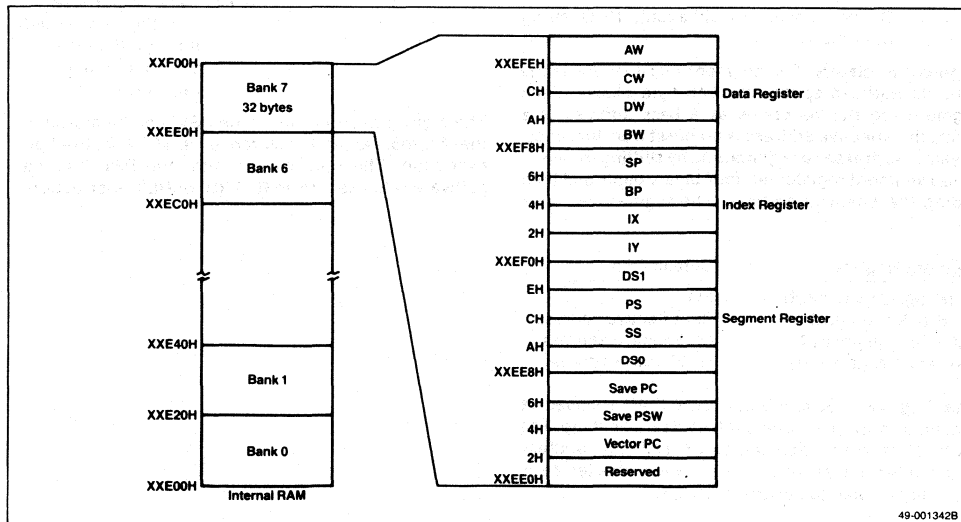 XXF00H
Bank 7
32 bytes
XXEE0H
Bank 6
XXEC0H
XXE40H
Bank 1
XXE20H
Bank 0
XXE00H
Internal RAM
AW
XXEFEH
CW
CH
Data Register
DW
AH
BW
XXEF8H
SP
6H
BP
4H
Index Register
IX
2H
IY
XXEF0H
DS1
EH
PS
CH
Segment Register
SS
AH
DS0
XXEE8H
Save PC
6H
Save PSW
4H
Vector PC
2H
Reserved
XXEE0H
49-001342B